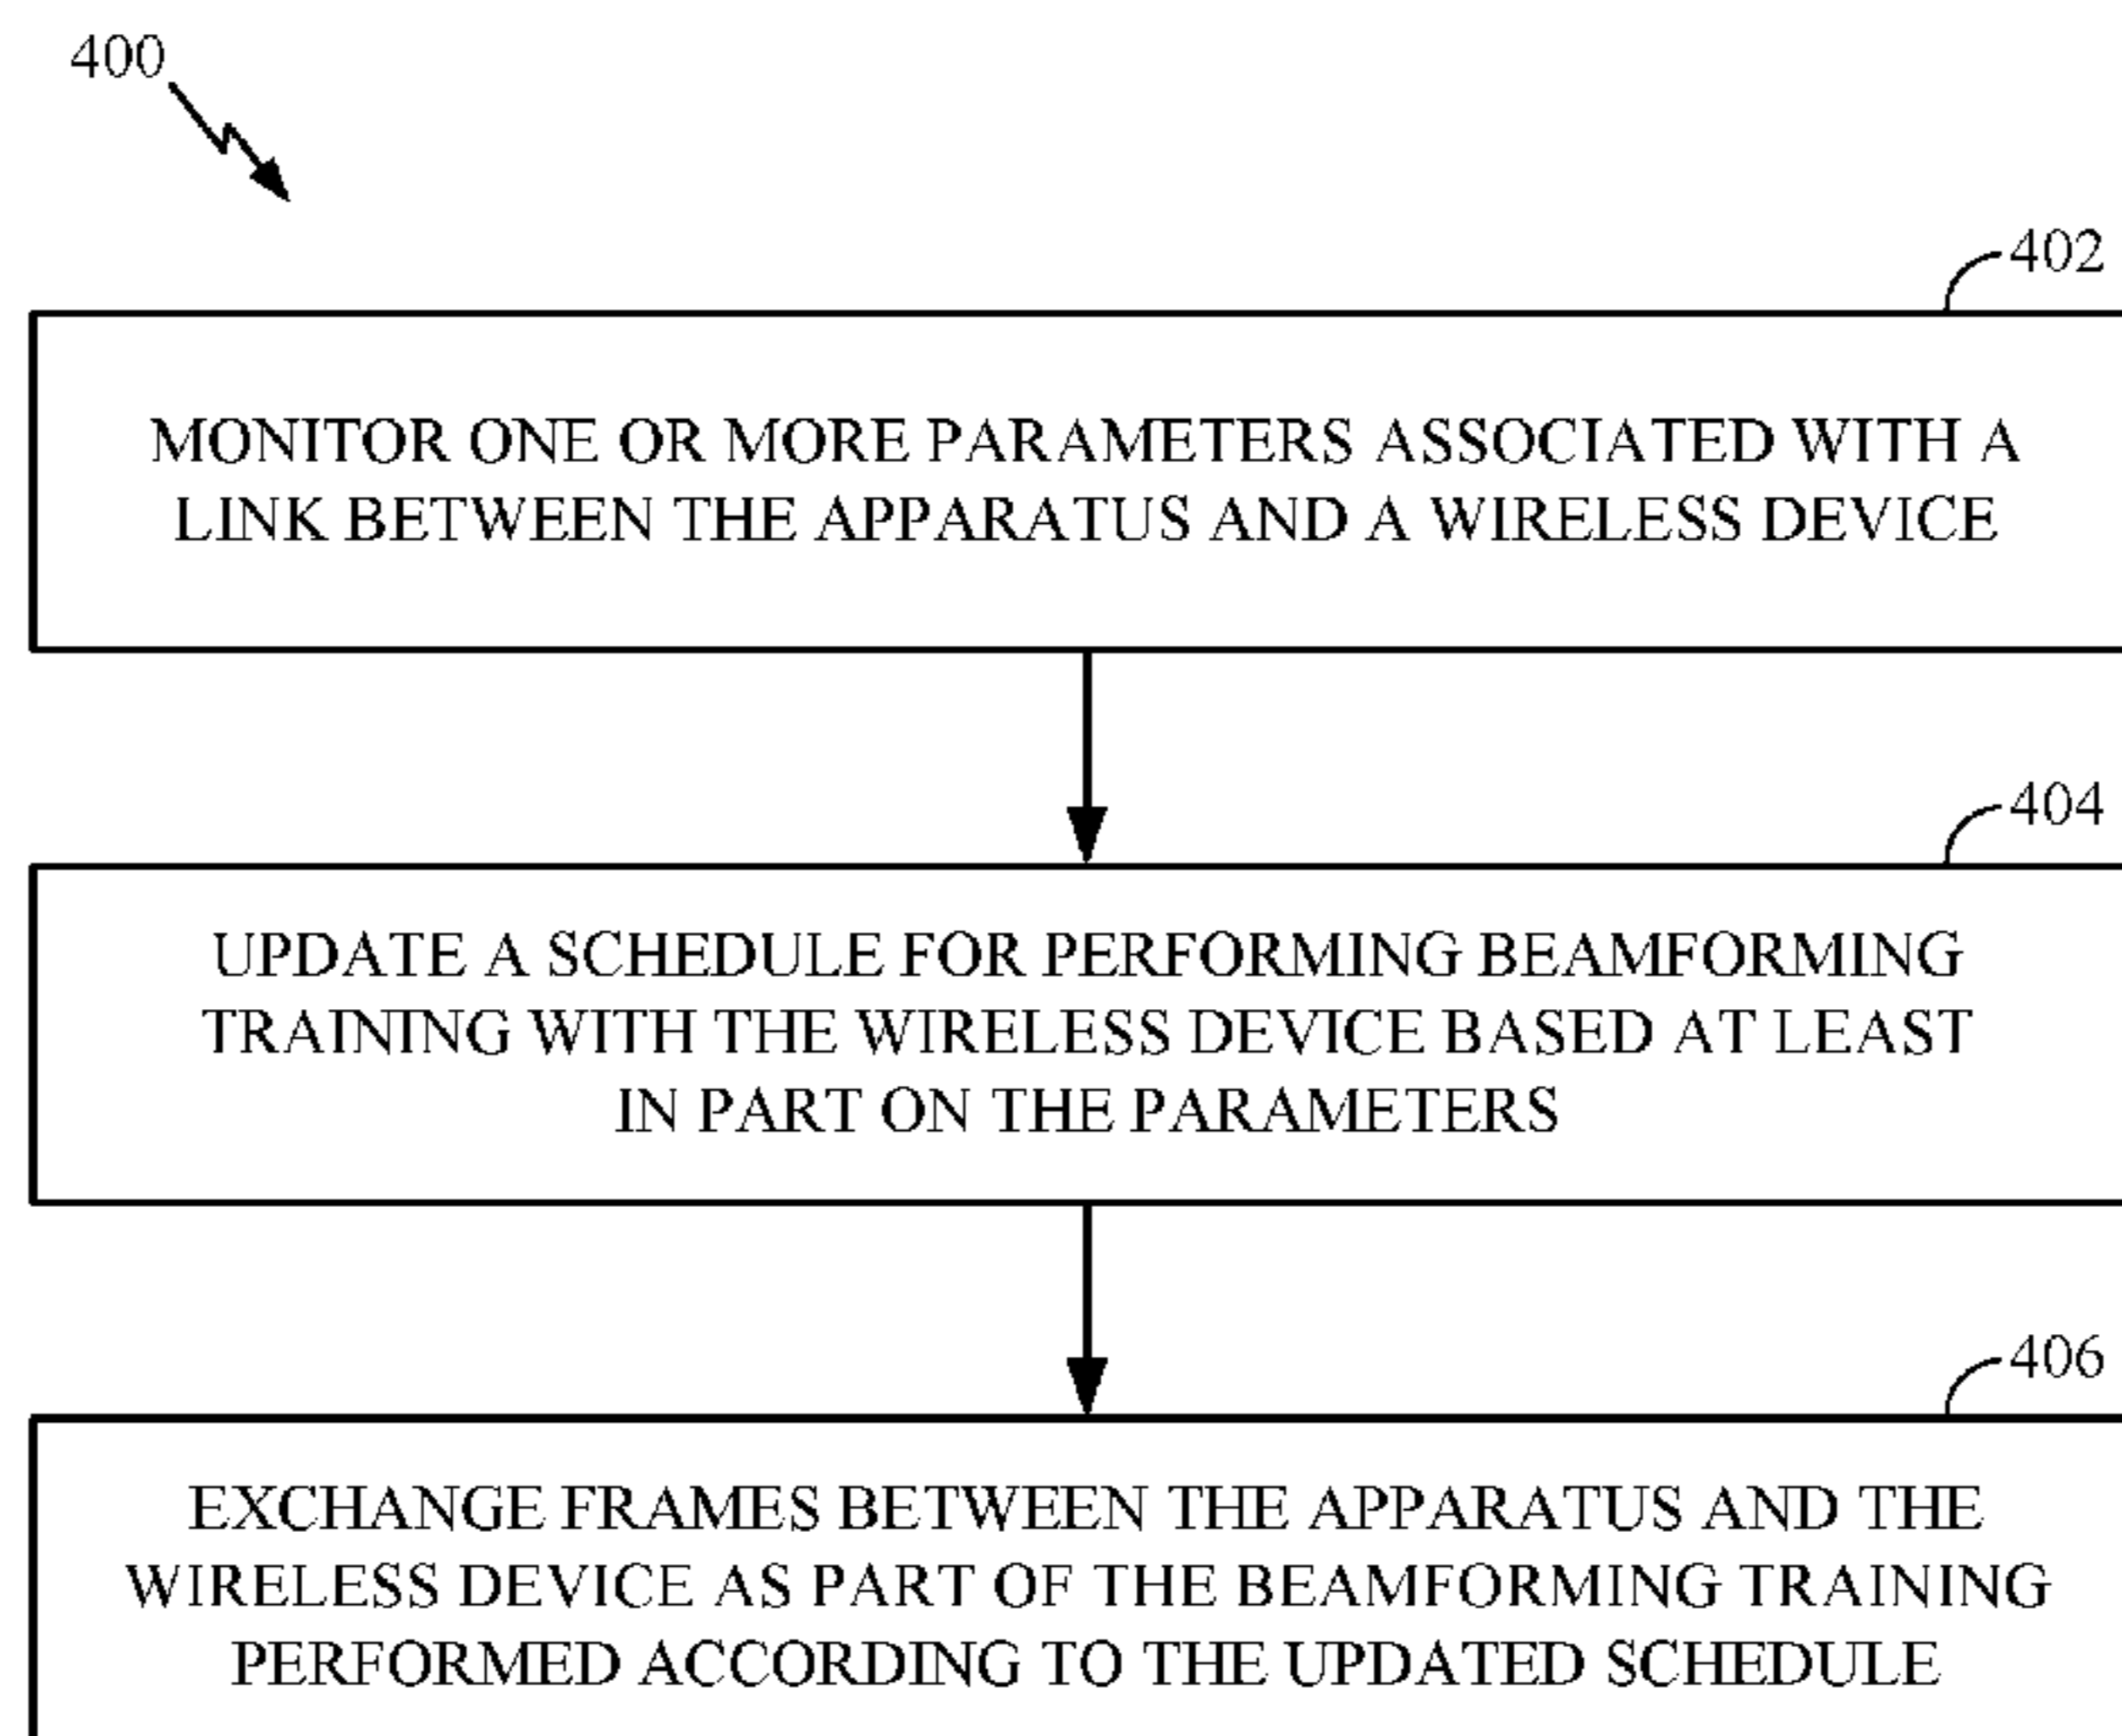 400
402
MONITOR ONE OR MORE PARAMETERS ASSOCIATED WITH A
LINK BETWEEN THE APPARATUS AND A WIRELESS DEVICE
404
UPDATE A SCHEDULE FOR PERFORMING BEAMFORMING
TRAINING WITH THE WIRELESS DEVICE BASED AT LEAST
IN PART ON THE PARAMETERS
406
EXCHANGE FRAMES BETWEEN THE APPARATUS AND THE
WIRELESS DEVICE AS PART OF THE BEAMFORMING TRAINING
PERFORMED ACCORDING TO THE UPDATED SCHEDULE